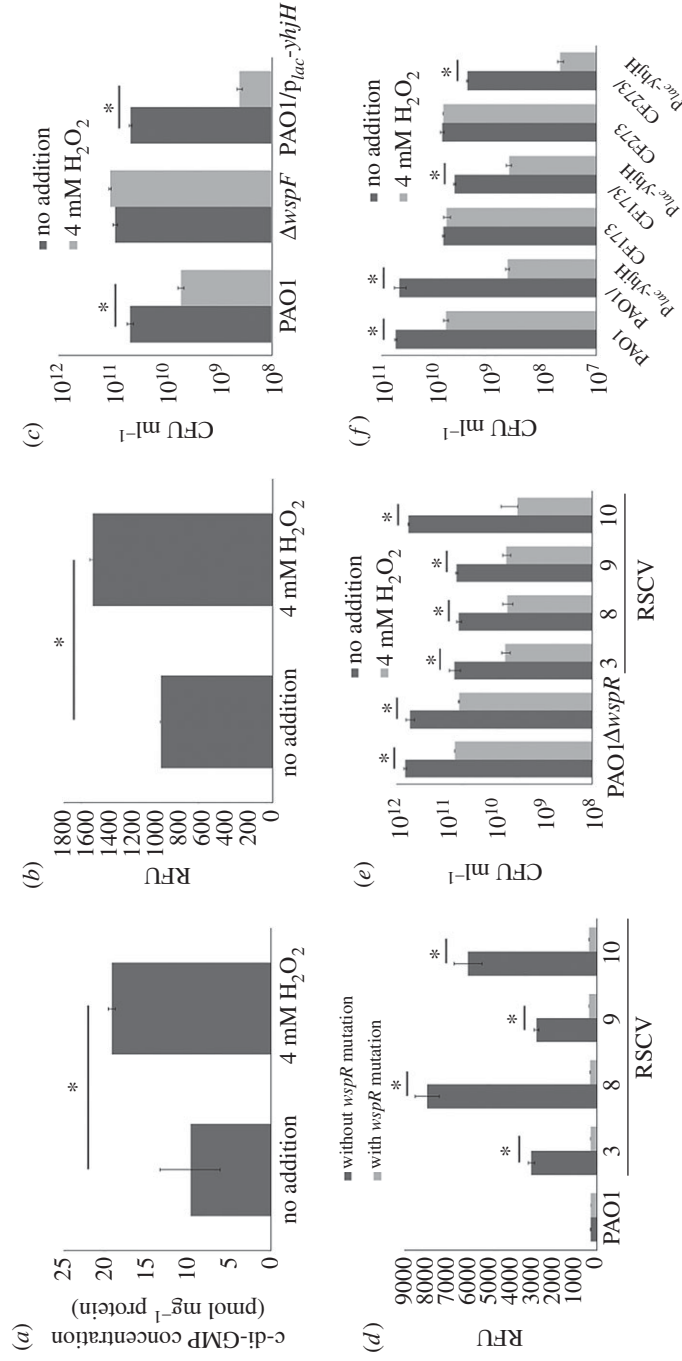 (a)
c-di-GMP concentration
(pmol mg⁻¹ protein)
25
20
15
10
5
0
*
no addition
4 mM H₂O₂
(b)
RFU
1800
1600
1400
1200
1000
800
600
400
200
0
*
no addition
4 mM H₂O₂
(c)
CFU ml⁻¹
10¹²
10¹¹
10¹⁰
10⁹
10⁸
no addition
4 mM H₂O₂
* *
PAO1
ΔwspF
PAO1/p_lac-yhjH
(d)
RFU
9000
8000
7000
6000
5000
4000
3000
2000
1000
0
without wspR mutation
with wspR mutation
* * * *
PAO1 3 8 9 10
RSCV
(e)
CFU ml⁻¹
10¹²
10¹¹
10¹⁰
10⁹
10⁸
no addition
4 mM H₂O₂
* * * * * *
PAO1ΔwspR 3 8 9 10
RSCV
(f)
CFU ml⁻¹
10¹¹
10¹⁰
10⁹
10⁸
10⁷
no addition
4 mM H₂O₂
* * * *
PAO1
PAO1/
P_lac-yhjH
CF173
CF173/
P_lac-yhjH
CF273
CF273/
P_lac-yhjH